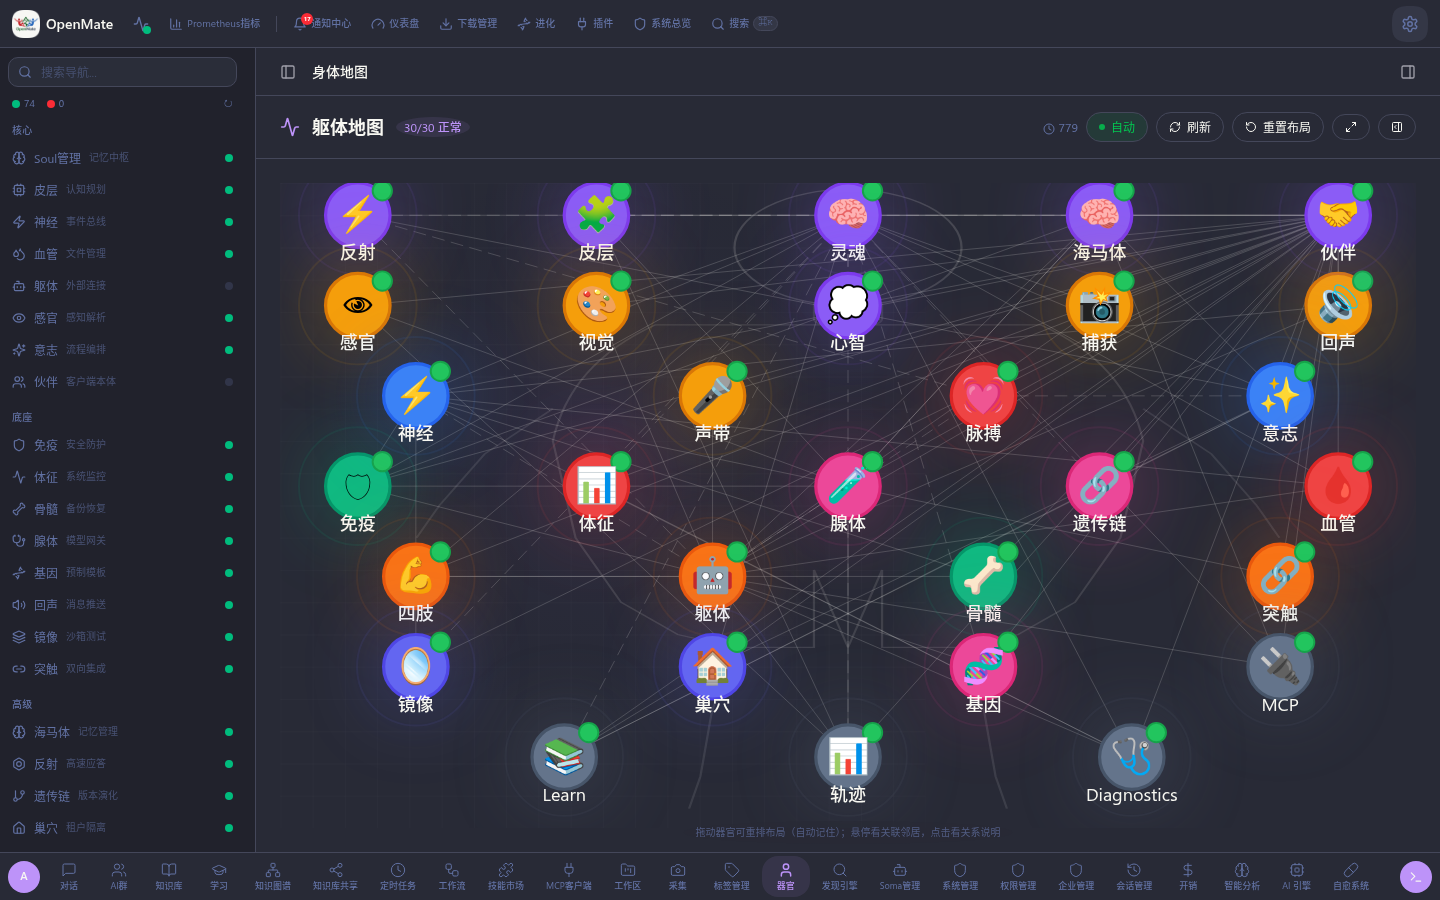 OpenMate
Prometheus指标
17
通知中心
仪表盘
下载管理
进化
插件
系统总览
搜索
⌘K
搜索导航...
74
0
核心
Soul管理 记忆中枢
皮层 认知规划
神经 事件总线
血管 文件管理
躯体 外部连接
感官 感知解析
意志 流程编排
伙伴 客户端本体
底座
免疫 安全防护
体征 系统监控
骨髓 备份恢复
腺体 模型网关
基因 预制模板
回声 消息推送
镜像 沙箱测试
突触 双向集成
高级
海马体 记忆管理
反射 高速应答
遗传链 版本演化
巢穴 租户隔离
身体地图
躯体地图
30/30 正常
779
自动
刷新
重置布局
反射
皮层
灵魂
海马体
伙伴
感官
视觉
心智
捕获
回声
神经
声带
脉搏
意志
免疫
体征
腺体
遗传链
血管
四肢
躯体
骨髓
突触
镜像
巢穴
基因
MCP
Learn
轨迹
Diagnostics
拖动器官可重排布局（自动记住）；悬停看关联邻居，点击看关系说明
A
对话
AI群
知识库
学习
知识图谱
知识库共享
定时任务
工作流
技能市场
MCP客户端
工作区
采集
标签管理
器官
发现引擎
Soma管理
系统管理
权限管理
企业管理
会话管理
开销
智能分析
AI 引擎
自愈系统